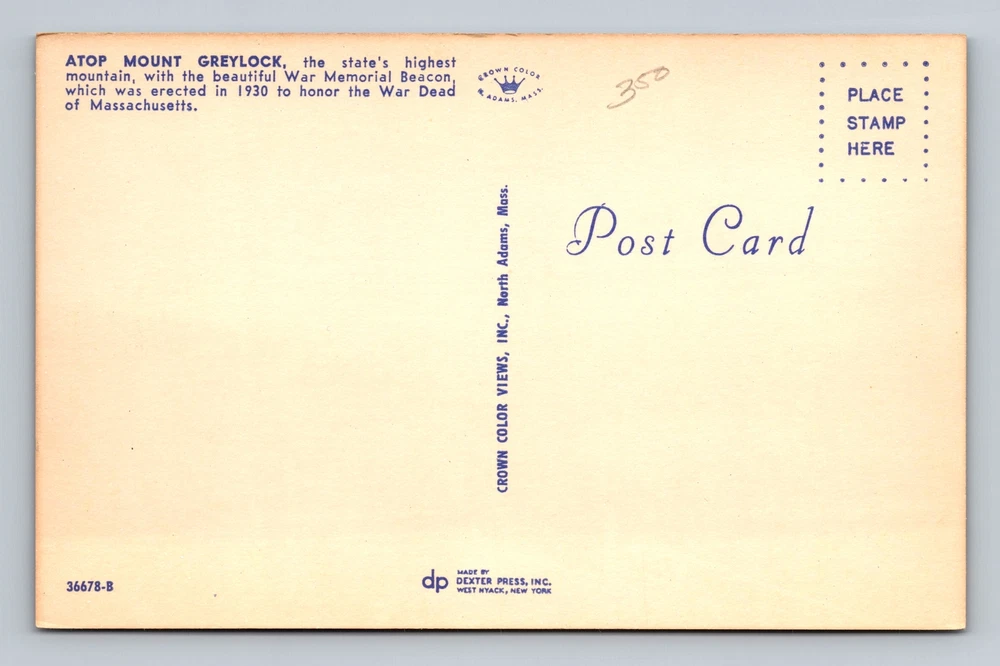 ATOP MOUNT GREYLOCK, the state's highest
mountain, with the beautiful War Memorial Beacon,
which was erected in 1930 to honor the War Dead
of Massachusetts.
CROWN COLOR
N. ADAMS, MASS.
350
PLACE
STAMP
HERE
Post Card
CROWN COLOR VIEWS, INC., North Adams, Mass.
36678-B
dp
MADE BY
DEXTER PRESS, INC.
WEST NYACK, NEW YORK